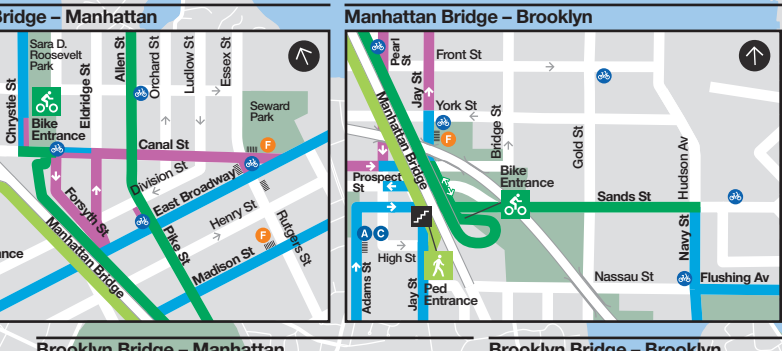 Bridge – Manhattan
Manhattan Bridge – Brooklyn
Sara D.
Roosevelt
Park
Chrystie St
Eldridge St
Allen St
Orchard St
Ludlow St
Essex St
Seward
Park
Bike
Entrance
Canal St
F
Division St
East Broadway
Forsyth St
Henry St
F
Rutgers St
Pike St
Madison St
Manhattan Bridge
nce
Pearl
St
Front St
Jay St
York St
F
Manhattan Bridge
Bridge St
Gold St
Hudson Av
Prospect
St
Bike
Entrance
Sands St
A C
High St
Adams St
Jay St
Ped
Entrance
Navy St
Nassau St
Flushing Av
Brooklyn Bridge – Manhattan
Brooklyn Bridge – Brooklyn